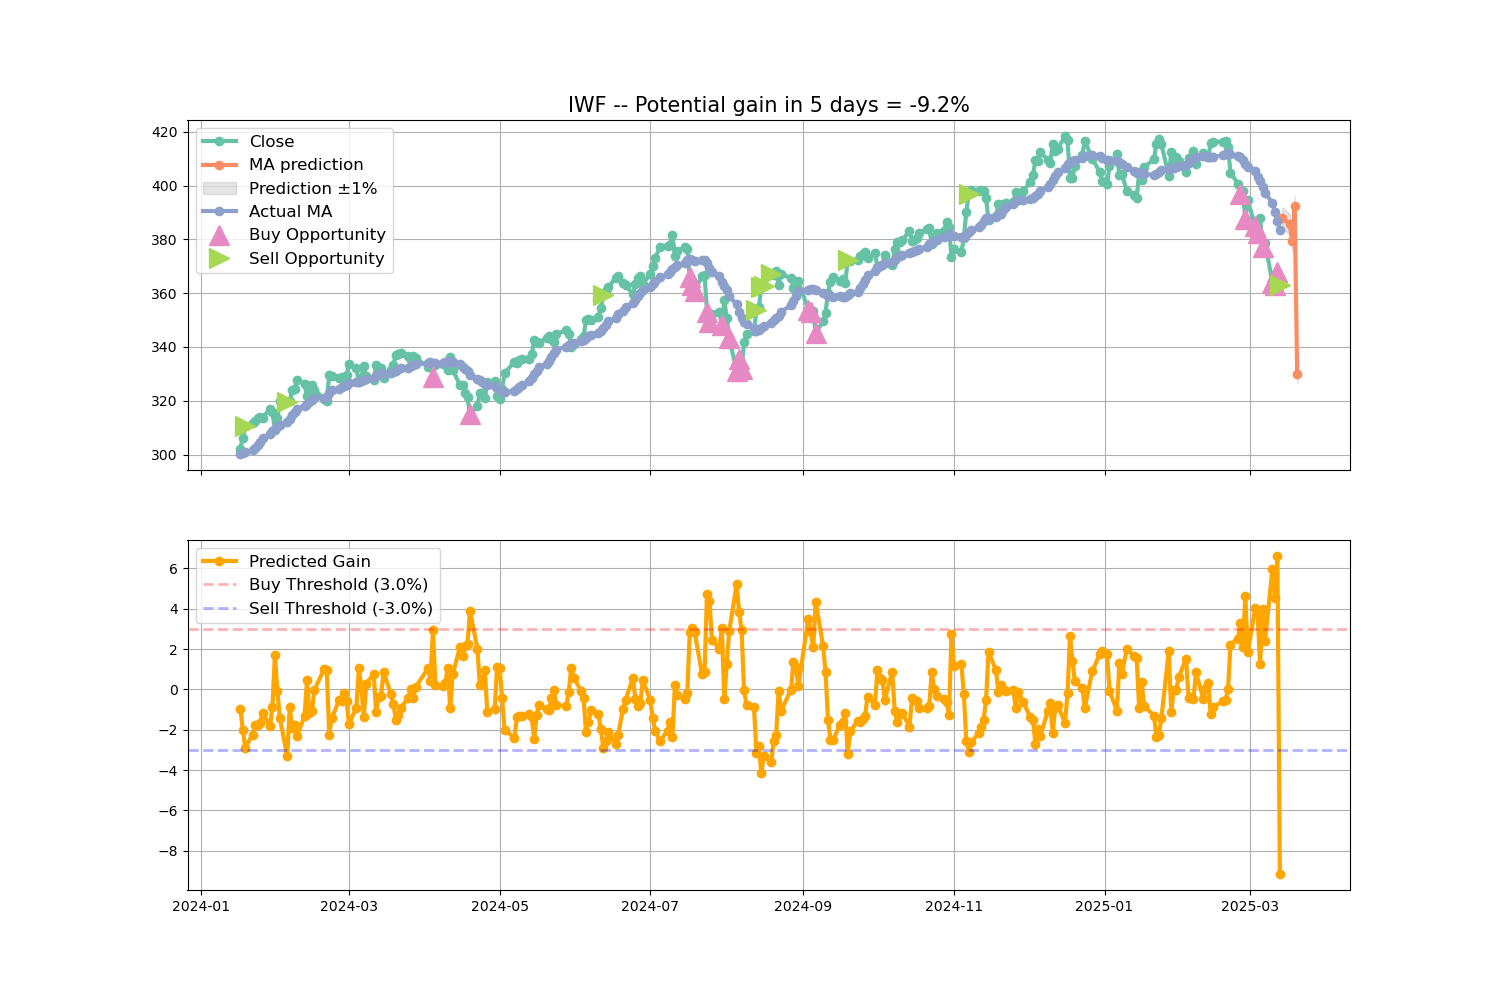 IWF -- Potential gain in 5 days = -9.2%
420
400
380
360
340
320
300
Close
MA prediction
Prediction ±1%
Actual MA
Buy Opportunity
Sell Opportunity
6
4
2
0
−2
−4
−6
−8
Predicted Gain
Buy Threshold (3.0%)
Sell Threshold (-3.0%)
2024-01 2024-03 2024-05 2024-07 2024-09 2024-11 2025-01 2025-03